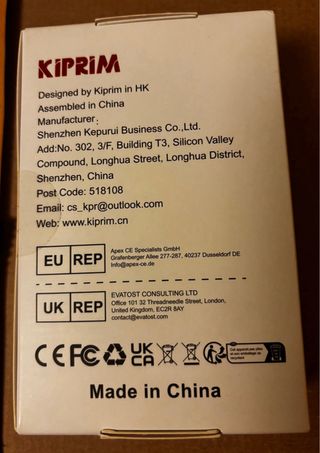 KiPRiM
Designed by Kiprim in HK
Assembled in China
Manufacturer:
Shenzhen Kepurui Business Co.,Ltd.
Add:No. 302, 3/F, Building T3, Silicon Valley
Compound, Longhua Street, Longhua District,
Shenzhen, China
Post Code: 518108
Email: cs_kpr@outlook.com
Web: www.kiprim.cn
EU REP
Apex CE Specialists GmbH
Grafenberger Allee 277-287, 40237 Dusseldorf DE
Info@apex-ce.de
UK REP
EVATOST CONSULTING LTD
Office 101 32 Threadneedle Street, London,
United Kingdom, EC2R 8AY
contact@evatost.com
CE FC UK CA
Made in China